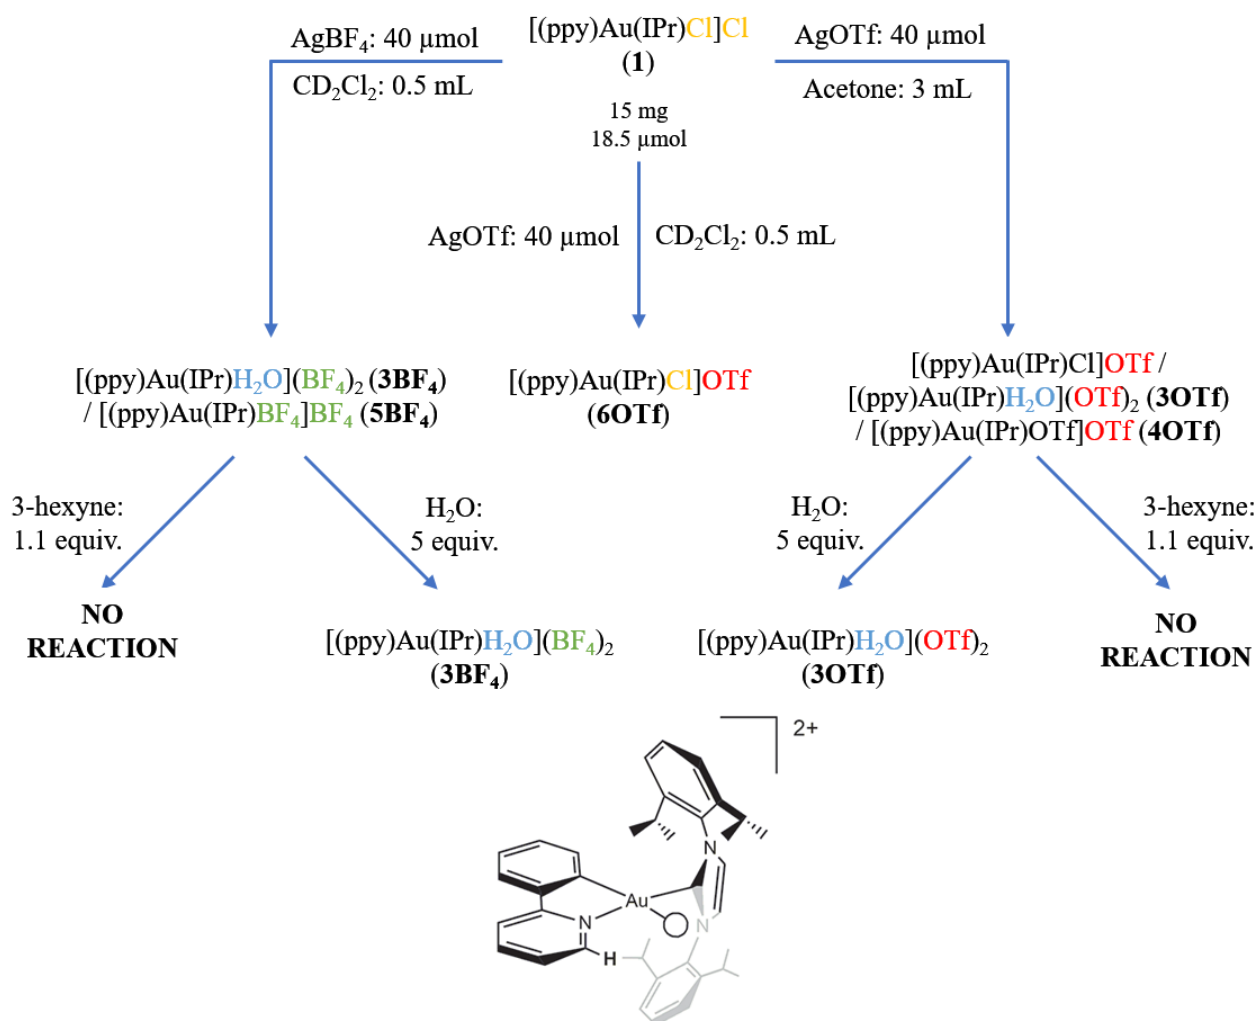 [(ppy)Au(IPr)Cl]Cl
(1)
15 mg
18.5 µmol
AgBF₄: 40 µmol
CD₂Cl₂: 0.5 mL
AgOTf: 40 µmol
Acetone: 3 mL
AgOTf: 40 µmol
CD₂Cl₂: 0.5 mL
[(ppy)Au(IPr)H₂O](BF₄)₂ (3BF₄)
/ [(ppy)Au(IPr)BF₄]BF₄ (5BF₄)
[(ppy)Au(IPr)Cl]OTf
(6OTf)
[(ppy)Au(IPr)Cl]OTf /
[(ppy)Au(IPr)H₂O](OTf)₂ (3OTf)
/ [(ppy)Au(IPr)OTf]OTf (4OTf)
3-hexyne:
1.1 equiv.
H₂O:
5 equiv.
H₂O:
5 equiv.
3-hexyne:
1.1 equiv.
NO
REACTION
[(ppy)Au(IPr)H₂O](BF₄)₂
(3BF₄)
[(ppy)Au(IPr)H₂O](OTf)₂
(3OTf)
NO
REACTION
2+
N
Au
N
N
H